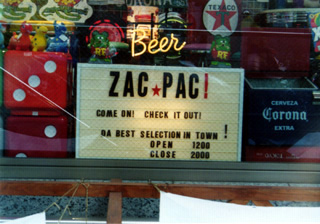 TEXACO
Beer
ZAC★PAC!
COME ON! CHECK IT OUT!
DA BEST SELECTION IN TOWN!
OPEN 1200
CLOSE 2000
CERVEZA
Corona
EXTRA